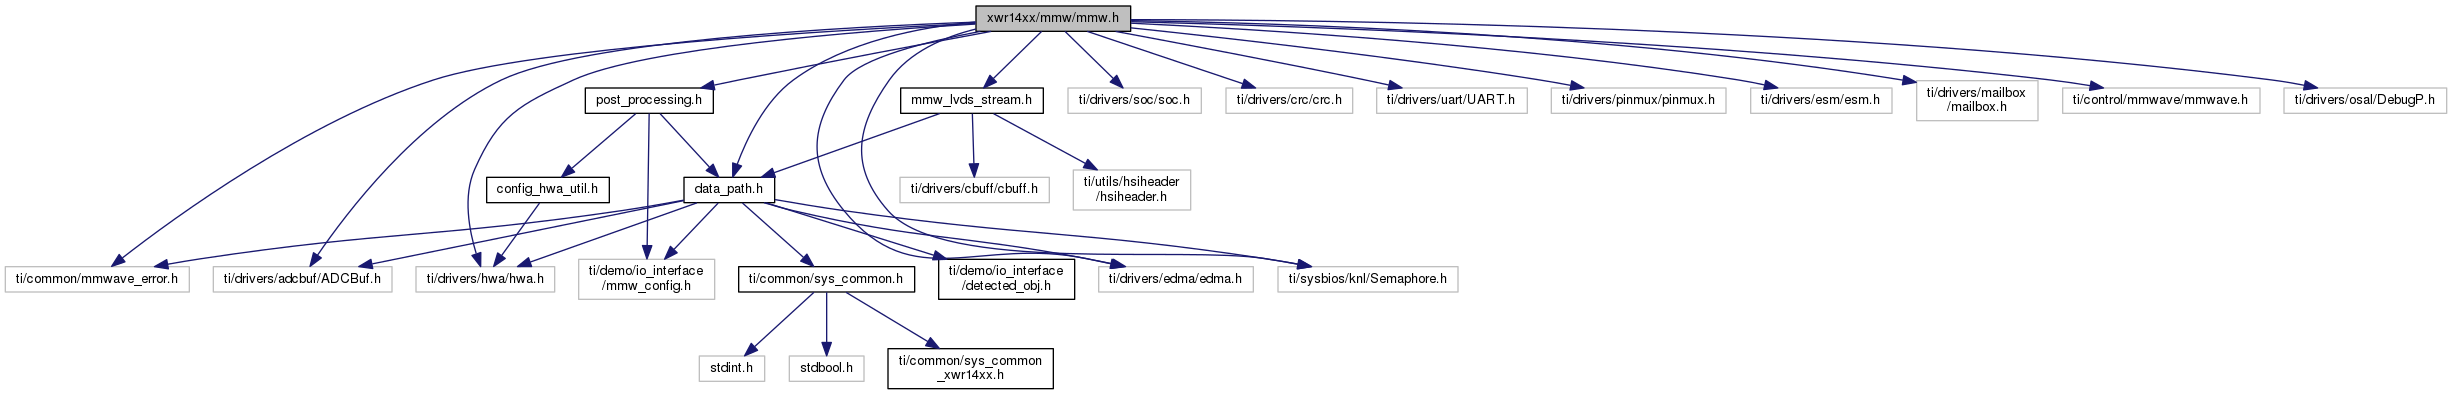 xwr14xx/mmw/mmw.h
post_processing.h
mmw_lvds_stream.h
ti/drivers/soc/soc.h
ti/drivers/crc/crc.h
ti/drivers/uart/UART.h
ti/drivers/pinmux/pinmux.h
ti/drivers/esm/esm.h
ti/drivers/mailbox
/mailbox.h
ti/control/mmwave/mmwave.h
ti/drivers/osal/DebugP.h
config_hwa_util.h
data_path.h
ti/drivers/cbuff/cbuff.h
ti/utils/hsiheader
/hsiheader.h
ti/common/mmwave_error.h
ti/drivers/adcbuf/ADCBuf.h
ti/drivers/hwa/hwa.h
ti/demo/io_interface
/mmw_config.h
ti/common/sys_common.h
ti/demo/io_interface
/detected_obj.h
ti/drivers/edma/edma.h
ti/sysbios/knl/Semaphore.h
stdint.h
stdbool.h
ti/common/sys_common
_xwr14xx.h